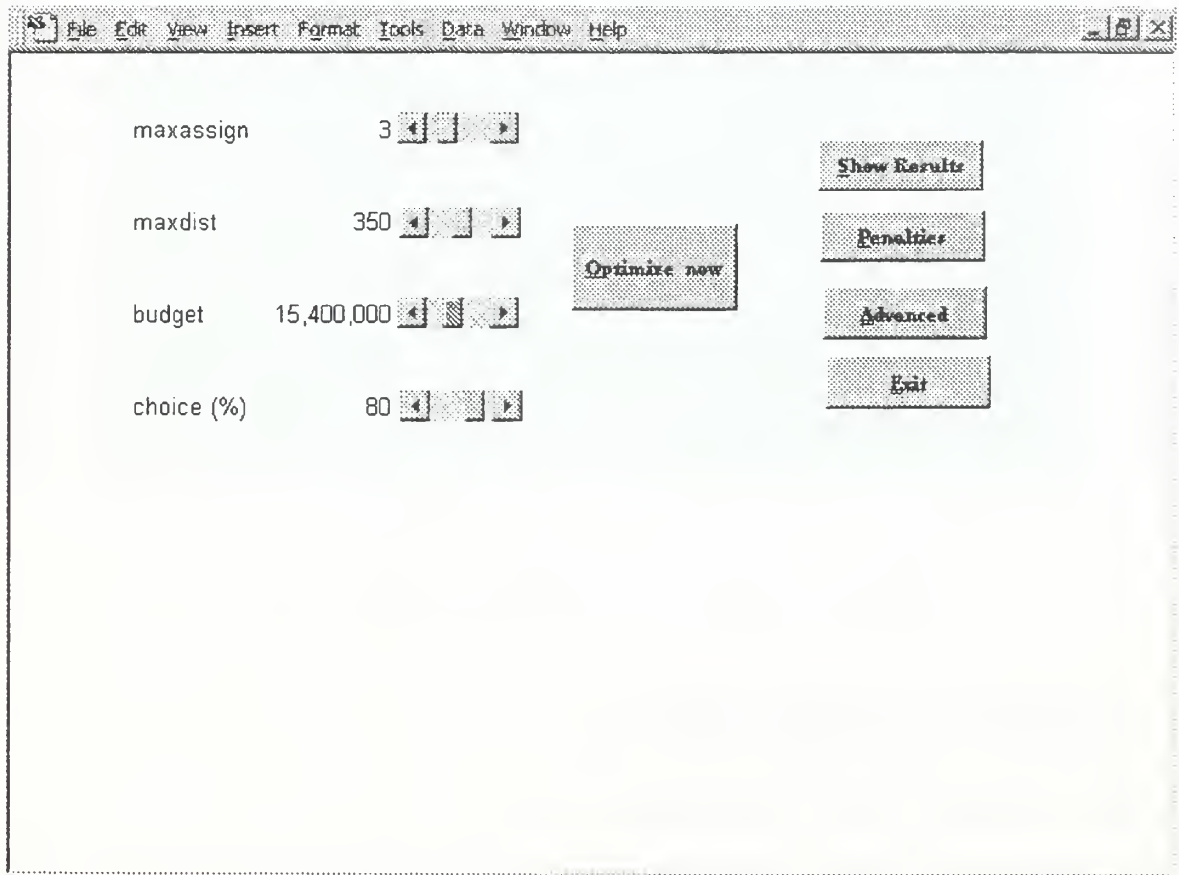 File Edit View Insert Format Tools Data Window Help
maxassign 3
Show Results
maxdist 350
Penalties
Optimize now
budget 15,400,000
Advanced
Exit
choice (%) 80